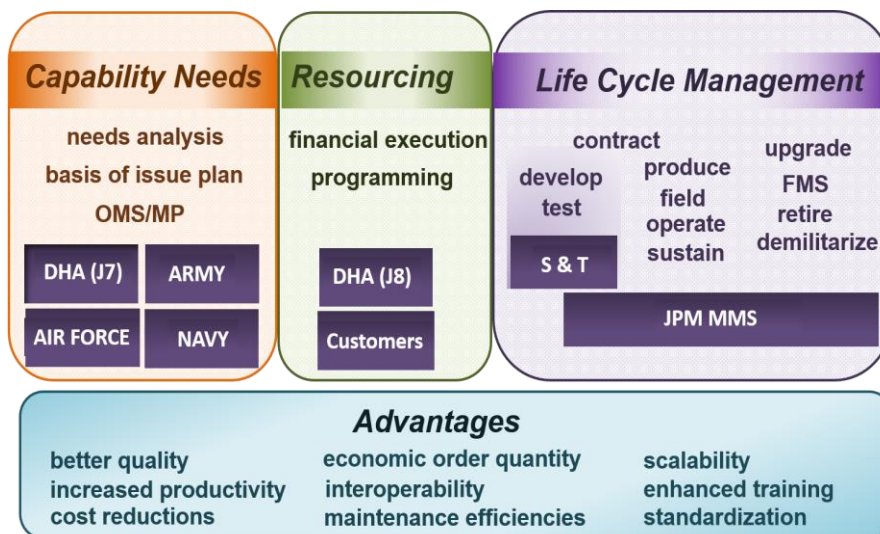 Capability Needs
needs analysis
basis of issue plan
OMS/MP
DHA (J7)
ARMY
AIR FORCE
NAVY
Resourcing
financial execution
programming
DHA (J8)
Customers
Life Cycle Management
contract
develop
test
S & T
produce
field
operate
sustain
upgrade
FMS
retire
demilitarize
JPM MMS
Advantages
better quality
increased productivity
cost reductions
economic order quantity
interoperability
maintenance efficiencies
scalability
enhanced training
standardization